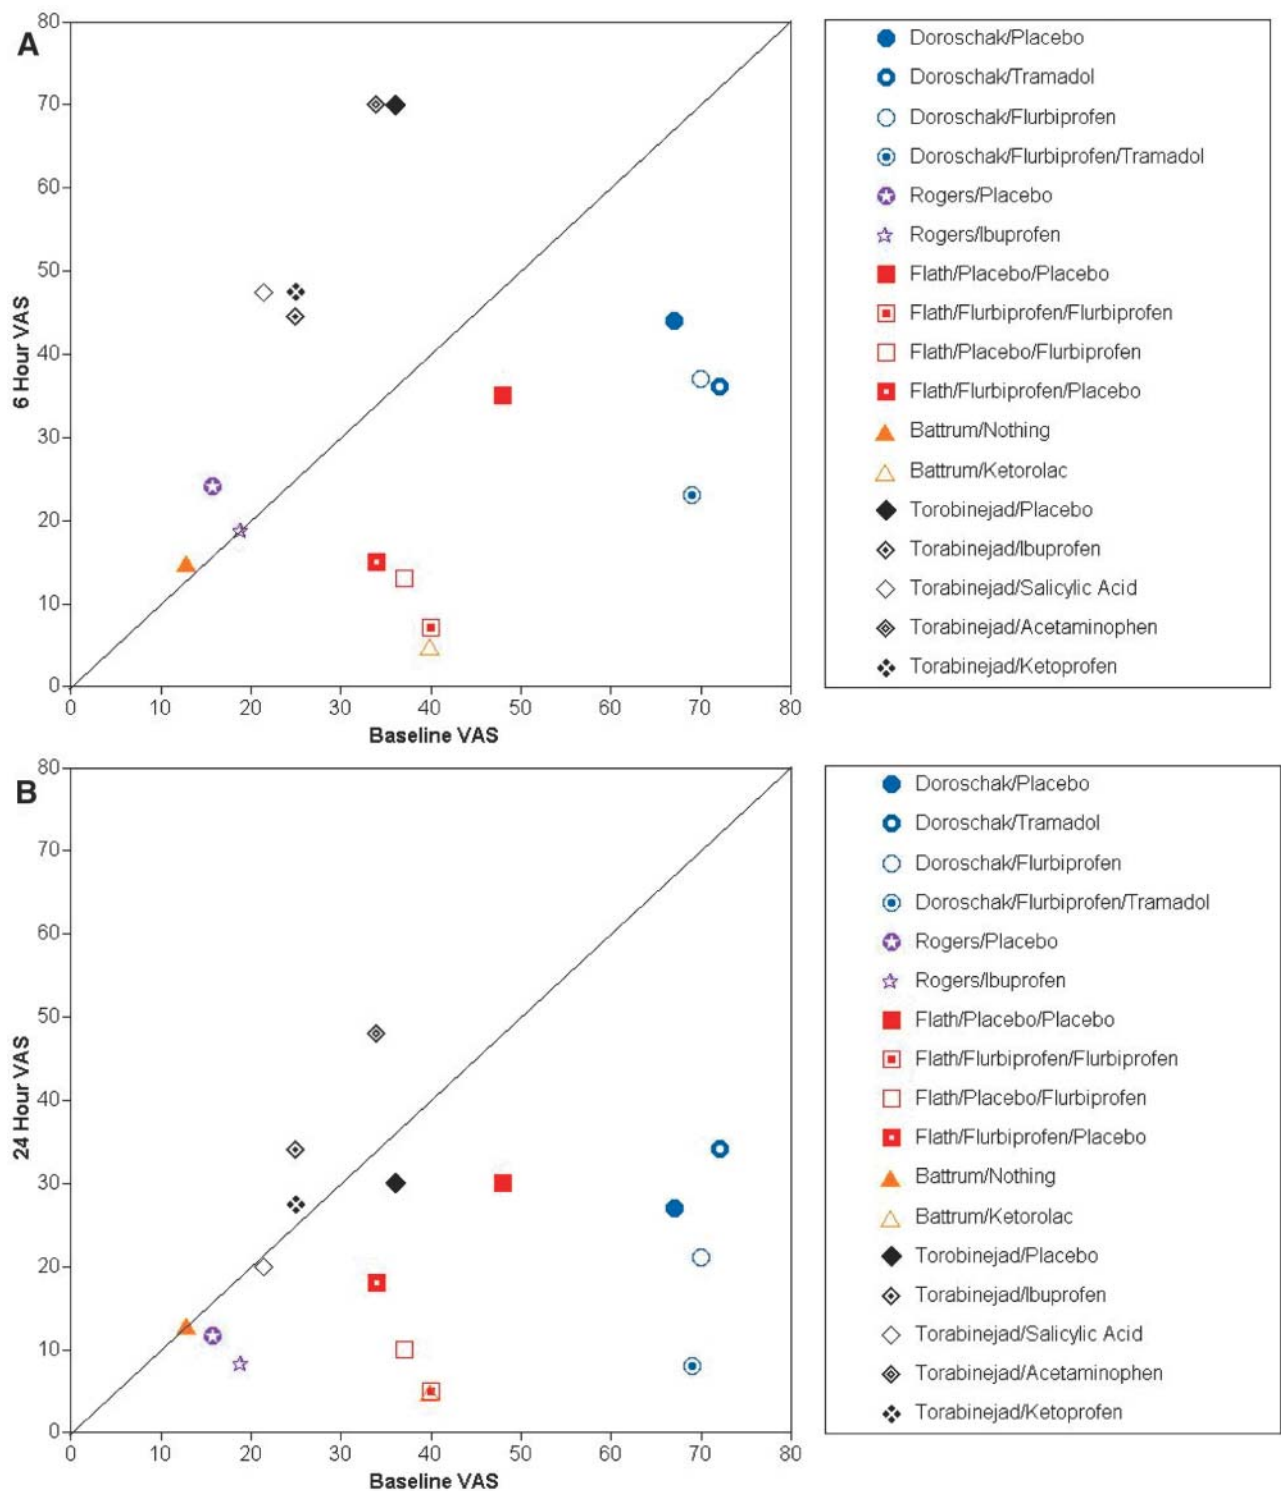 A
80
70
60
50
40
30
20
10
0
6 Hour VAS
0 10 20 30 40 50 60 70 80
Baseline VAS
Doroschak/Placebo
Doroschak/Tramadol
Doroschak/Flurbiprofen
Doroschak/Flurbiprofen/Tramadol
Rogers/Placebo
Rogers/Ibuprofen
Flath/Placebo/Placebo
Flath/Flurbiprofen/Flurbiprofen
Flath/Placebo/Flurbiprofen
Flath/Flurbiprofen/Placebo
Battrum/Nothing
Battrum/Ketorolac
Torobinejad/Placebo
Torabinejad/Ibuprofen
Torabinejad/Salicylic Acid
Torabinejad/Acetaminophen
Torabinejad/Ketoprofen
B
80
70
60
50
40
30
20
10
0
24 Hour VAS
0 10 20 30 40 50 60 70 80
Baseline VAS
Doroschak/Placebo
Doroschak/Tramadol
Doroschak/Flurbiprofen
Doroschak/Flurbiprofen/Tramadol
Rogers/Placebo
Rogers/Ibuprofen
Flath/Placebo/Placebo
Flath/Flurbiprofen/Flurbiprofen
Flath/Placebo/Flurbiprofen
Flath/Flurbiprofen/Placebo
Battrum/Nothing
Battrum/Ketorolac
Torobinejad/Placebo
Torabinejad/Ibuprofen
Torabinejad/Salicylic Acid
Torabinejad/Acetaminophen
Torabinejad/Ketoprofen